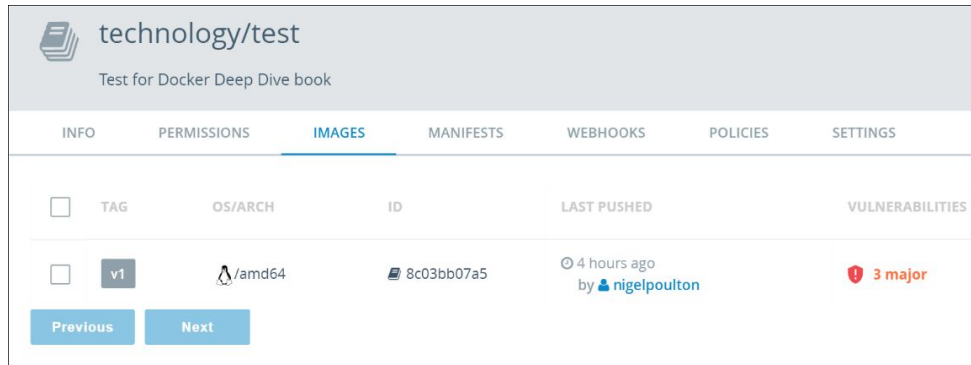 technology/test
Test for Docker Deep Dive book
INFO PERMISSIONS IMAGES MANIFESTS WEBHOOKS POLICIES SETTINGS
TAG OS/ARCH ID LAST PUSHED VULNERABILITIES
v1 /amd64 8c03bb07a5 4 hours ago 3 major
by nigelpoulton
Previous Next